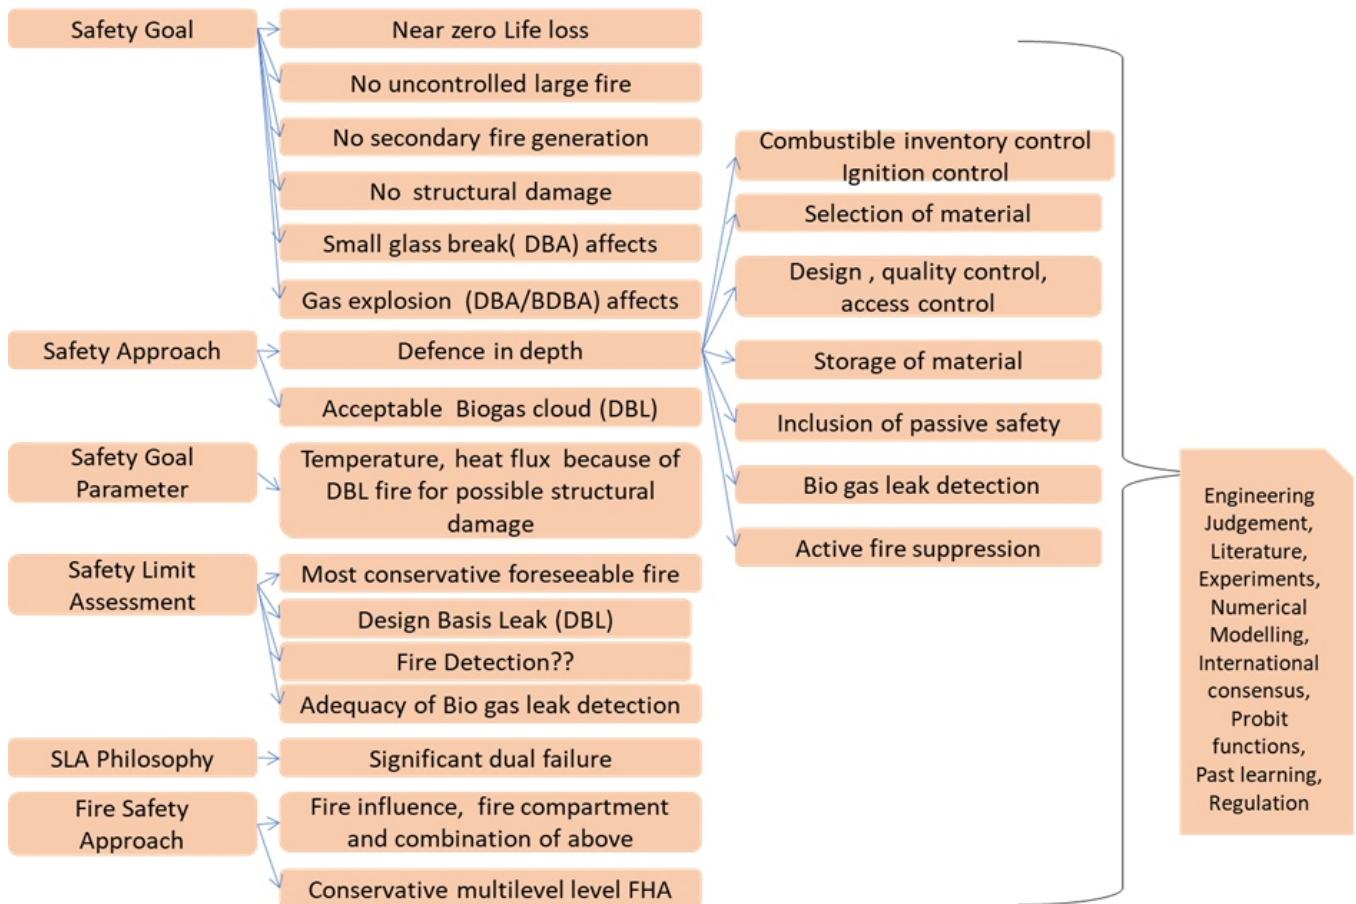 Safety Goal
Near zero Life loss
No uncontrolled large fire
No secondary fire generation
No structural damage
Small glass break( DBA) affects
Gas explosion (DBA/BDBA) affects
Safety Approach
Defence in depth
Acceptable Biogas cloud (DBL)
Combustible inventory control
Ignition control
Selection of material
Design , quality control,
access control
Storage of material
Inclusion of passive safety
Bio gas leak detection
Active fire suppression
Safety Goal
Parameter
Temperature, heat flux because of
DBL fire for possible structural
damage
Safety Limit
Assessment
Most conservative foreseeable fire
Design Basis Leak (DBL)
Fire Detection??
Adequacy of Bio gas leak detection
SLA Philosophy
Significant dual failure
Fire Safety
Approach
Fire influence, fire compartment
and combination of above
Conservative multilevel level FHA
Engineering
Judgement,
Literature,
Experiments,
Numerical
Modelling,
International
consensus,
Probit
functions,
Past learning,
Regulation